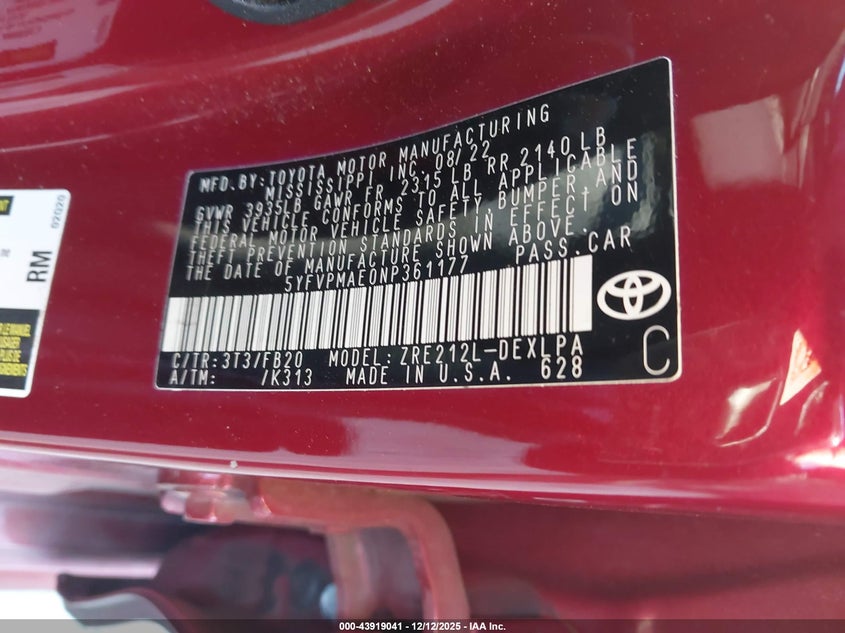 MFD.BY:TOYOTA MOTOR MANUFACTURING
MISSISSIPPI, INC. 08/22
GVWR 3935LB GAWR FR 2315 LB RR 2140 LB
THIS VEHICLE CONFORMS TO ALL APPLICABLE
FEDERAL MOTOR VEHICLE SAFETY, BUMPER, AND
THEFT PREVENTION STANDARDS IN EFFECT ON
THE DATE OF MANUFACTURE SHOWN ABOVE.
5YFVPMAE0NP361177 PASS.CAR
C/TR:3T3/FB20 MODEL: ZRE212L-DEXLPA
A/TM: /K313 MADE IN U.S.A. 628
C
02020
RM
PLUS DE
000-43919041 - 12/12/2025 - IAA Inc.